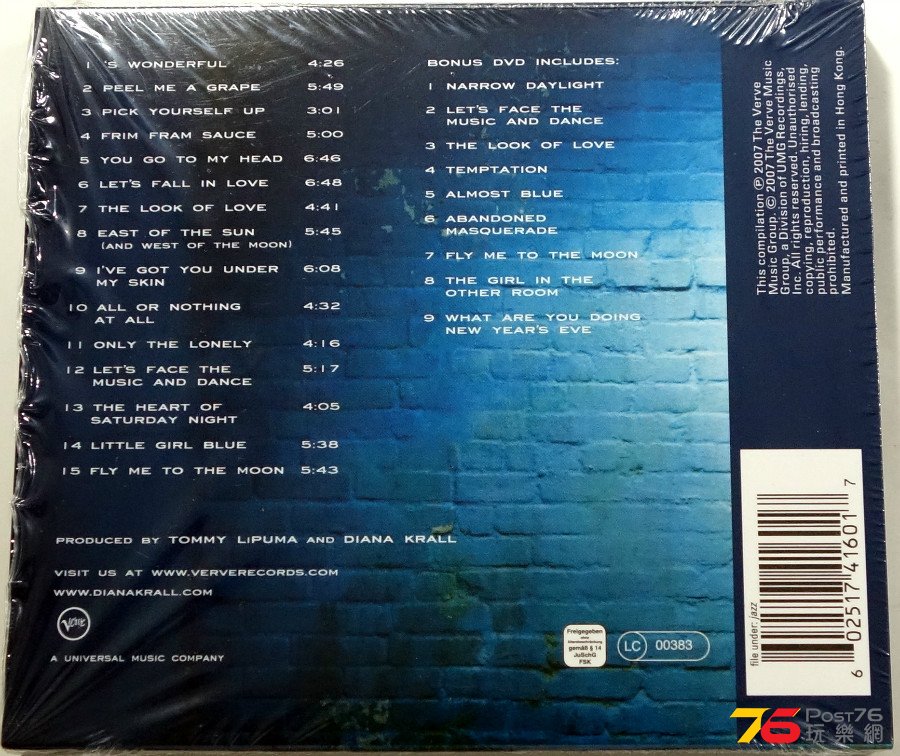 1 'S WONDERFUL 4:26
2 PEEL ME A GRAPE 5:49
3 PICK YOURSELF UP 3:01
4 FRIM FRAM SAUCE 5:00
5 YOU GO TO MY HEAD 6:46
6 LET'S FALL IN LOVE 6:48
7 THE LOOK OF LOVE 4:41
8 EAST OF THE SUN 5:45
(AND WEST OF THE MOON)
9 I'VE GOT YOU UNDER 6:08
MY SKIN
10 ALL OR NOTHING 4:32
AT ALL
11 ONLY THE LONELY 4:16
12 LET'S FACE THE 5:17
MUSIC AND DANCE
13 THE HEART OF 4:05
SATURDAY NIGHT
14 LITTLE GIRL BLUE 5:38
15 FLY ME TO THE MOON 5:43
BONUS DVD INCLUDES:
1 NARROW DAYLIGHT
2 LET'S FACE THE
MUSIC AND DANCE
3 THE LOOK OF LOVE
4 TEMPTATION
5 ALMOST BLUE
6 ABANDONED
MASQUERADE
7 FLY ME TO THE MOON
8 THE GIRL IN THE
OTHER ROOM
9 WHAT ARE YOU DOING
NEW YEAR'S EVE
PRODUCED BY TOMMY LIPUMA AND DIANA KRALL
VISIT US AT WWW.VERVERECORDS.COM
WWW.DIANAKRALL.COM
Verve
A UNIVERSAL MUSIC COMPANY
Freigegeben
ohne
Altersbeschränkung
gemäß § 14
JuSchG
FSK
LC 00383
This compilation ℗ 2007 The Verve
Music Group. © 2007 The Verve Music
Group, a Division of UMG Recordings,
Inc. All rights reserved. Unauthorised
copying, reproduction, hiring, lending,
public performance and broadcasting
prohibited.
Manufactured and printed in Hong Kong.
file under: jazz
6 02517 41601 7
76 Post76
玩樂網